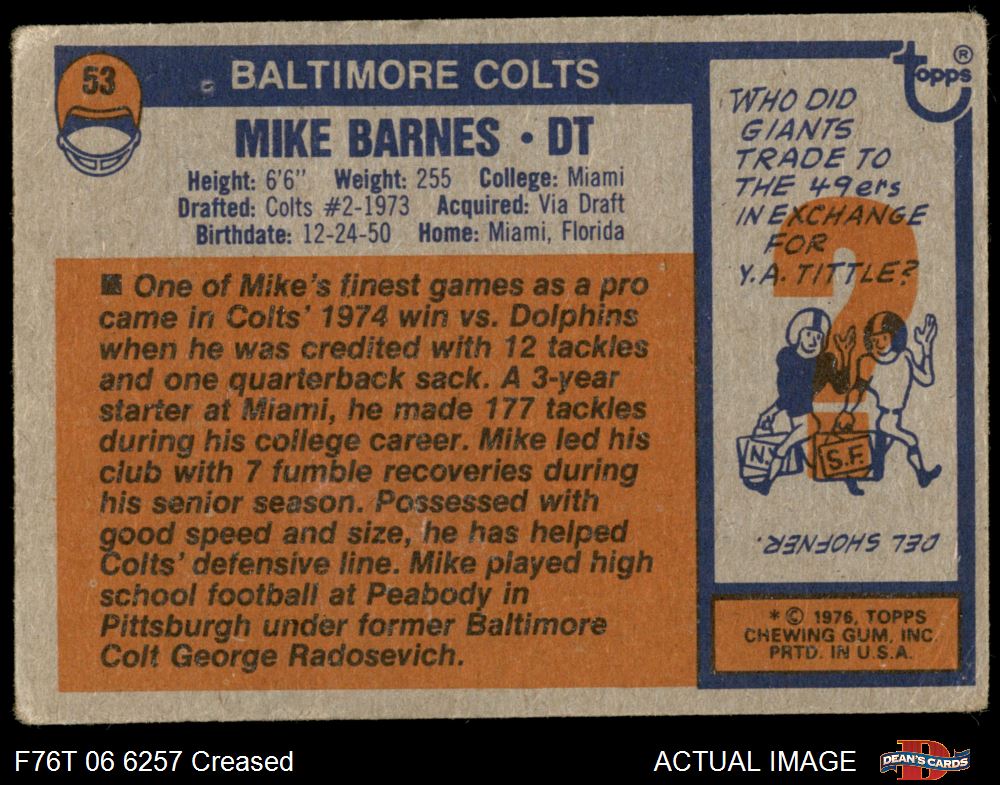 53
BALTIMORE COLTS
MIKE BARNES • DT
Height: 6'6" Weight: 255 College: Miami
Drafted: Colts #2-1973 Acquired: Via Draft
Birthdate: 12-24-50 Home: Miami, Florida
One of Mike's finest games as a pro
came in Colts' 1974 win vs. Dolphins
when he was credited with 12 tackles
and one quarterback sack. A 3-year
starter at Miami, he made 177 tackles
during his college career. Mike led his
club with 7 fumble recoveries during
his senior season. Possessed with
good speed and size, he has helped
Colts' defensive line. Mike played high
school football at Peabody in
Pittsburgh under former Baltimore
Colt George Radosevich.
Topps ®
WHO DID
GIANTS
TRADE TO
THE 49ers
IN EXCHANGE
FOR
Y.A. TITTLE?
?
N.Y. S.F.
DEL SHOFNER.
* © 1976, TOPPS
CHEWING GUM, INC.
PRTD. IN U.S.A.
F76T 06 6257 Creased
ACTUAL IMAGE
DEAN'S CARDS